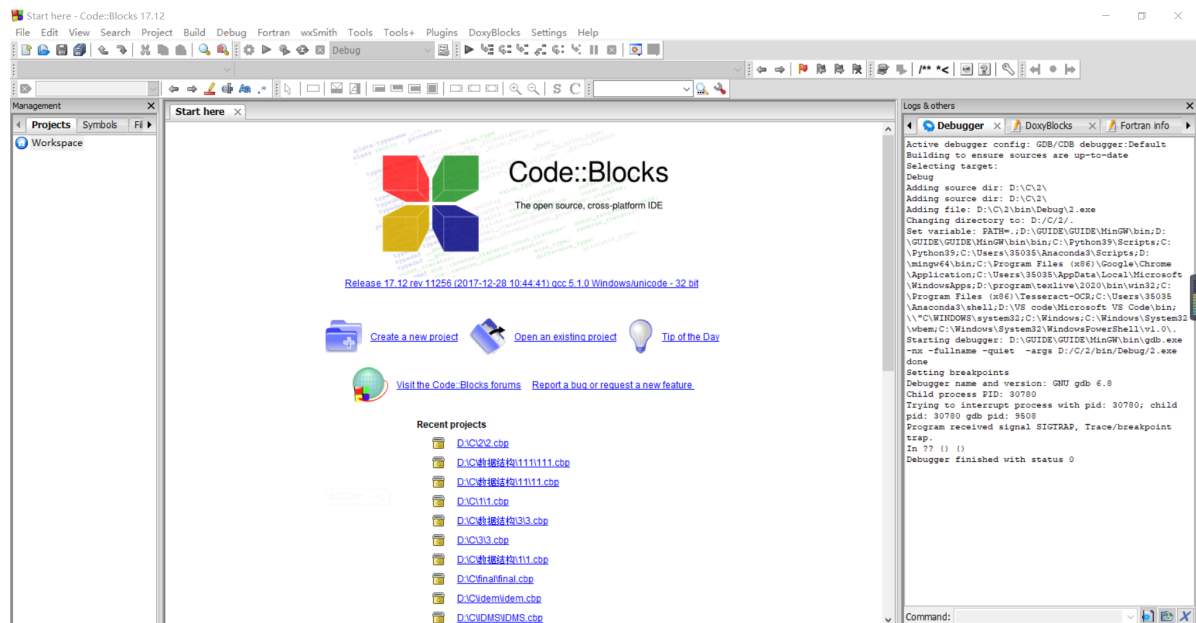 Start here - Code::Blocks 17.12
File Edit View Search Project Build Debug Fortran wxSmith Tools Tools+ Plugins DoxyBlocks Settings Help
Debug
/** *<
S C
Management
Projects Symbols Fil
Workspace
Start here
Code::Blocks
The open source, cross-platform IDE
Release 17.12 rev 11256 (2017-12-28 10:44:41) gcc 5.1.0 Windows/unicode - 32 bit
Create a new project Open an existing project Tip of the Day
Visit the Code::Blocks forums Report a bug or request a new feature
Recent projects
D:\C\2\2.cbp
D:\C\数据结构\111\111.cbp
D:\C\数据结构\11\11.cbp
D:\C\1\1.cbp
D:\C\数据结构\3\3.cbp
D:\C\3\3.cbp
D:\C\数据结构\1\1.cbp
D:\C\final\final.cbp
D:\C\idem\idem.cbp
D:\C\IDMS\IDMS.cbp
Logs & others
Debugger DoxyBlocks Fortran info
Active debugger config: GDB/CDB debugger:Default
Building to ensure sources are up-to-date
Selecting target:
Debug
Adding source dir: D:\C\2\
Adding source dir: D:\C\2\
Adding file: D:\C\2\bin\Debug\2.exe
Changing directory to: D:/C/2/.
Set variable: PATH=.;D:\GUIDE\GUIDE\MinGW\bin;D:
\GUIDE\GUIDE\MinGW\bin\bin;C:\Python39\Scripts;C:
\Python39;C:\Users\35035\Anaconda3\Scripts;D:
\mingw64\bin;C:\Program Files (x86)\Google\Chrome
\Application;C:\Users\35035\AppData\Local\Microsoft
\WindowsApps;D:\program\texlive\2020\bin\win32;C:
\Program Files (x86)\Tesseract-OCR;C:\Users\35035
\Anaconda3\shell;D:\VS code\Microsoft VS Code\bin;
\\"C\WINDOWS\system32;C:\Windows;C:\Windows\System32
\wbem;C:\Windows\System32\WindowsPowerShell\v1.0\.
Starting debugger: D:\GUIDE\GUIDE\MinGW\bin\gdb.exe
-nx -fullname -quiet -args D:/C/2/bin/Debug/2.exe
done
Setting breakpoints
Debugger name and version: GNU gdb 6.8
Child process PID: 30780
Trying to interrupt process with pid: 30780; child
pid: 30780 gdb pid: 9508
Program received signal SIGTRAP, Trace/breakpoint
trap.
In ?? () ()
Debugger finished with status 0
Command: